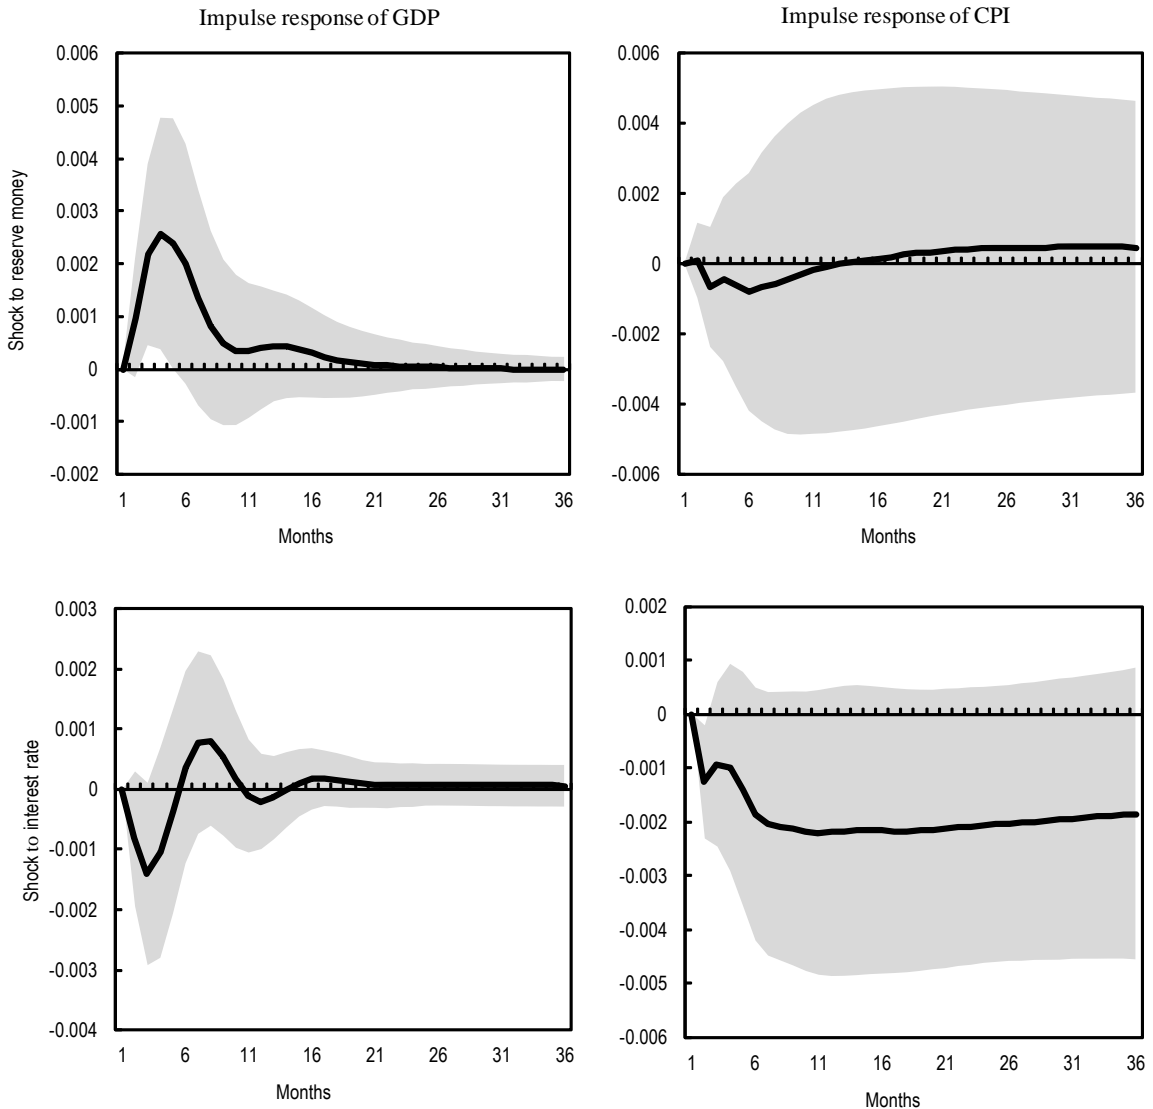 Impulse response of GDP
Impulse response of CPI
Shock to reserve money
0.006
0.005
0.004
0.003
0.002
0.001
0
-0.001
-0.002
1 6 11 16 21 26 31 36
Months
0.006
0.004
0.002
0
-0.002
-0.004
-0.006
1 6 11 16 21 26 31 36
Months
Shock to interest rate
0.003
0.002
0.001
0
-0.001
-0.002
-0.003
-0.004
1 6 11 16 21 26 31 36
Months
0.002
0.001
0
-0.001
-0.002
-0.003
-0.004
-0.005
-0.006
1 6 11 16 21 26 31 36
Months